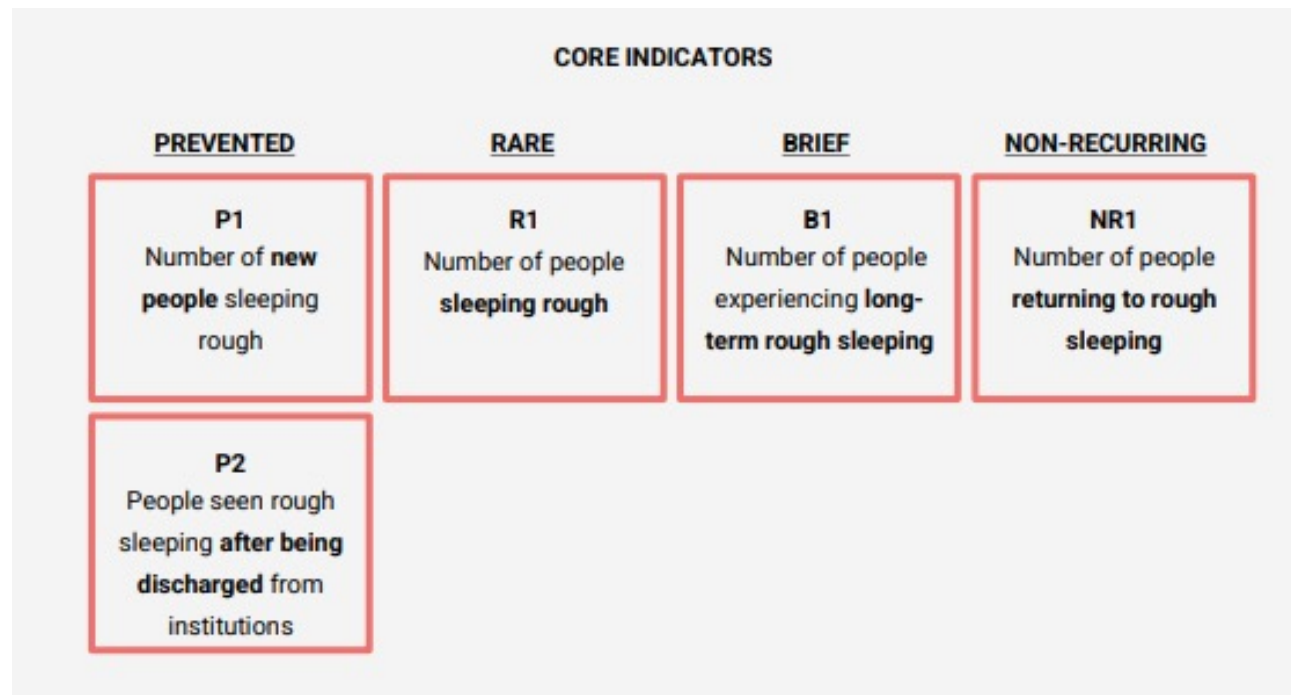 CORE INDICATORS
PREVENTED
P1
Number of new
people sleeping
rough
P2
People seen rough
sleeping after being
discharged from
institutions
RARE
R1
Number of people
sleeping rough
BRIEF
B1
Number of people
experiencing long-
term rough sleeping
NON-RECURRING
NR1
Number of people
returning to rough
sleeping